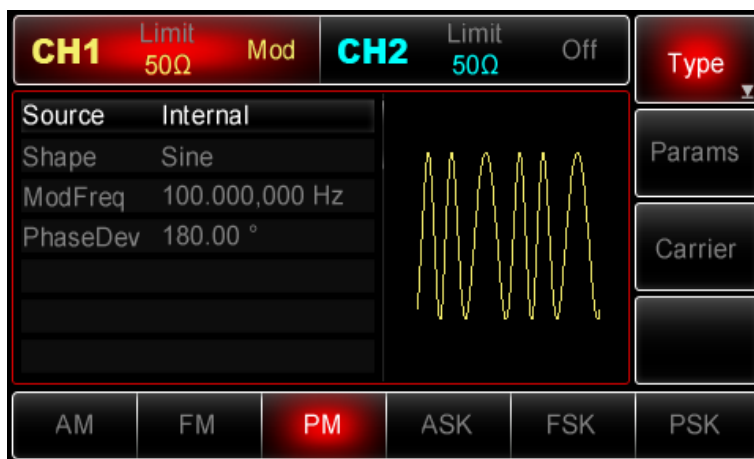 CH1 Limit 50Ω Mod CH2 Limit 50Ω Off
Type
Source Internal
Shape Sine
ModFreq 100.000,000 Hz
PhaseDev 180.00 °
Params
Carrier
AM FM PM ASK FSK PSK